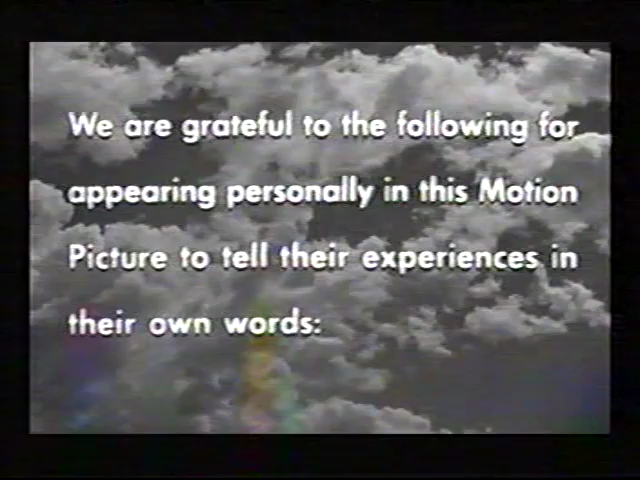 We are grateful to the following for
appearing personally in this Motion
Picture to tell their experiences in
their own words: